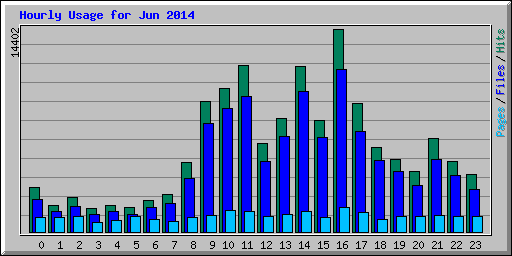 Hourly Usage for Jun 2014
14402
Pages/Files/Hits
0 1 2 3 4 5 6 7 8 9 10 11 12 13 14 15 16 17 18 19 20 21 22 23